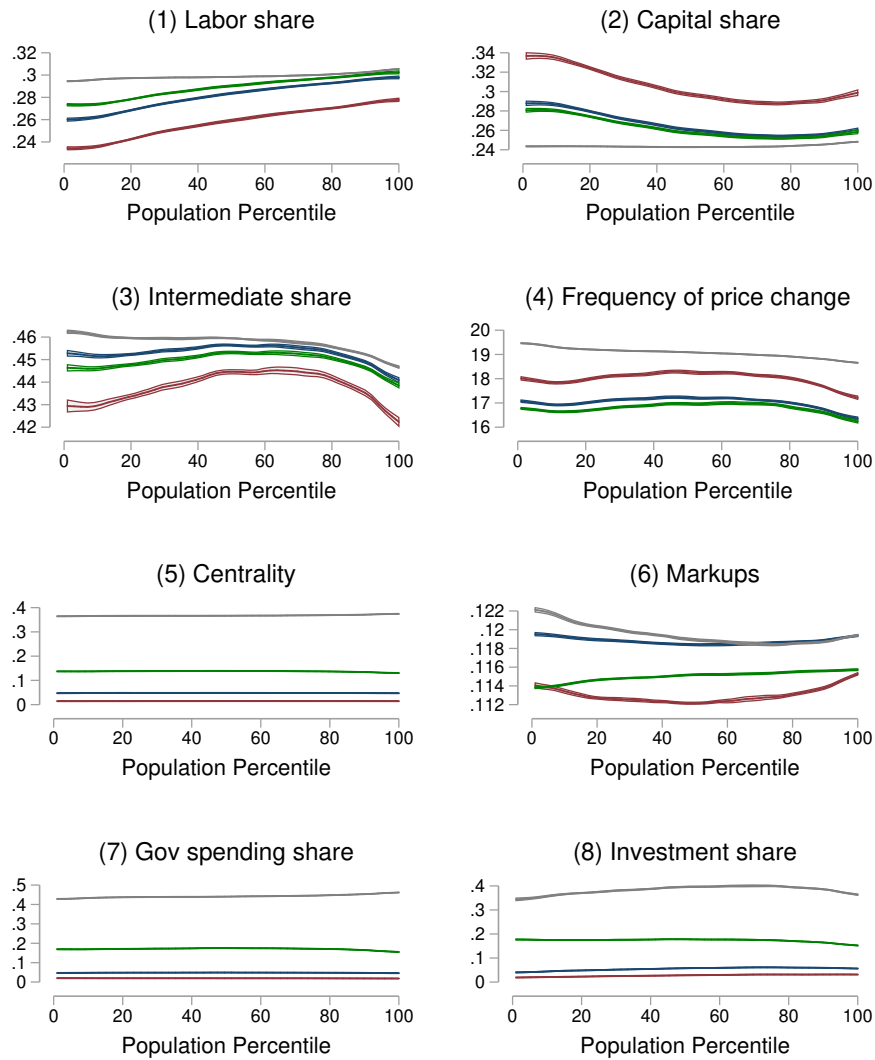 (1) Labor share
.32
.3
.28
.26
.24
0 20 40 60 80 100
Population Percentile
(2) Capital share
.34
.32
.3
.28
.26
.24
0 20 40 60 80 100
Population Percentile
(3) Intermediate share
.46
.45
.44
.43
.42
0 20 40 60 80 100
Population Percentile
(4) Frequency of price change
20
19
18
17
16
0 20 40 60 80 100
Population Percentile
(5) Centrality
.4
.3
.2
.1
0
0 20 40 60 80 100
Population Percentile
(6) Markups
.122
.12
.116
.114
.112
0 20 40 60 80 100
Population Percentile
(7) Gov spending share
.5
.4
.3
.2
.1
0
0 20 40 60 80 100
Population Percentile
(8) Investment share
.4
.3
.2
.1
0
0 20 40 60 80 100
Population Percentile